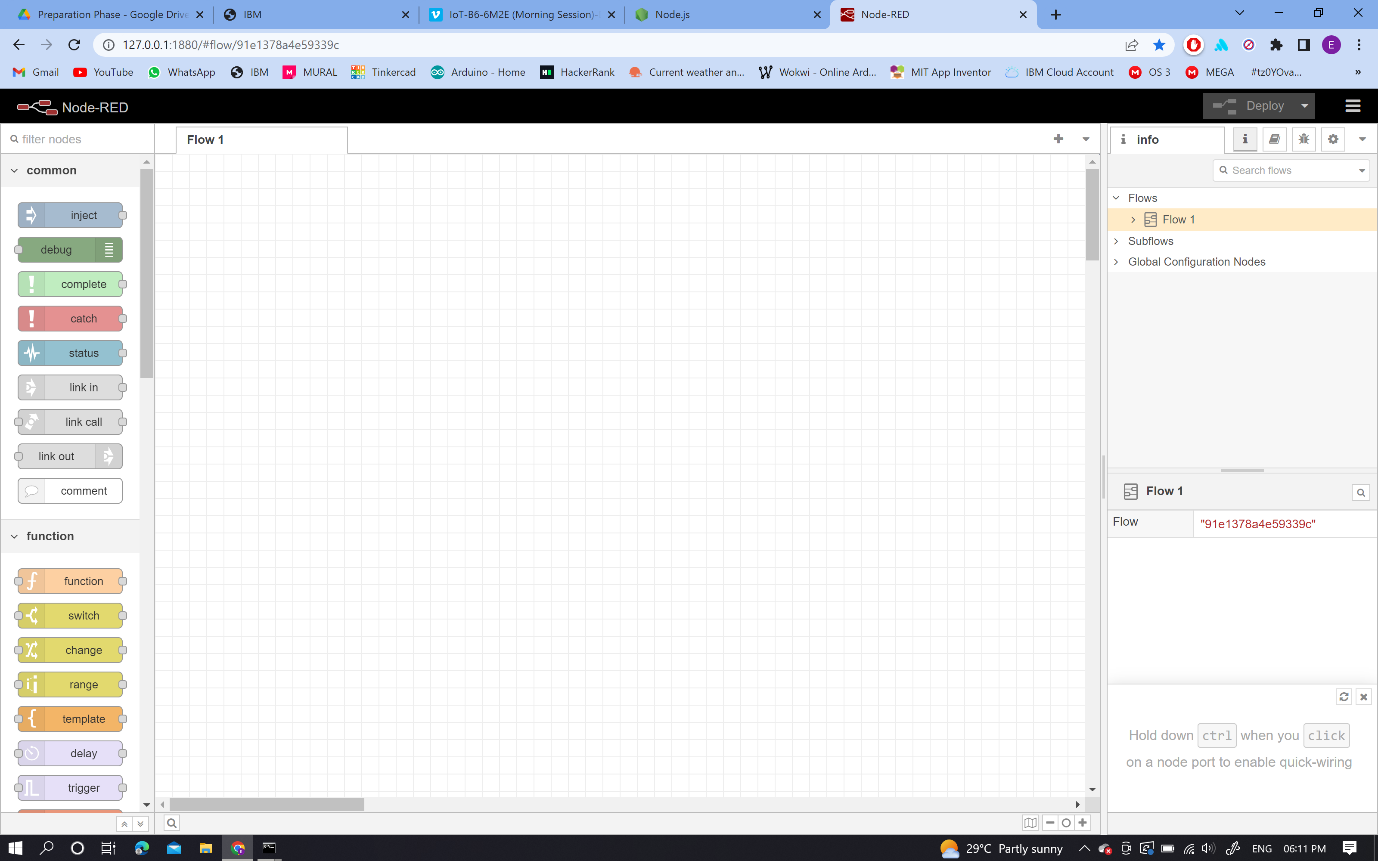 Preparation Phase - Google Drive
IBM
IoT-B6-6M2E (Morning Session)-I
Node.js
Node-RED
127.0.0.1:1880/#flow/91e1378a4e59339c
E
Gmail
YouTube
WhatsApp
IBM
MURAL
Tinkercad
Arduino - Home
HackerRank
Current weather an...
Wokwi - Online Ard...
MIT App Inventor
IBM Cloud Account
OS 3
MEGA
#tz0YOva...
»
Node-RED
Deploy
filter nodes
Flow 1
info
common
Search flows
inject
debug
complete
catch
status
link in
link call
link out
comment
function
function
switch
change
range
template
delay
trigger
Flows
Flow 1
Subflows
Global Configuration Nodes
Flow 1
Flow
"91e1378a4e59339c"
Hold down ctrl when you click
on a node port to enable quick-wiring
29°C Partly sunny
ENG
06:11 PM